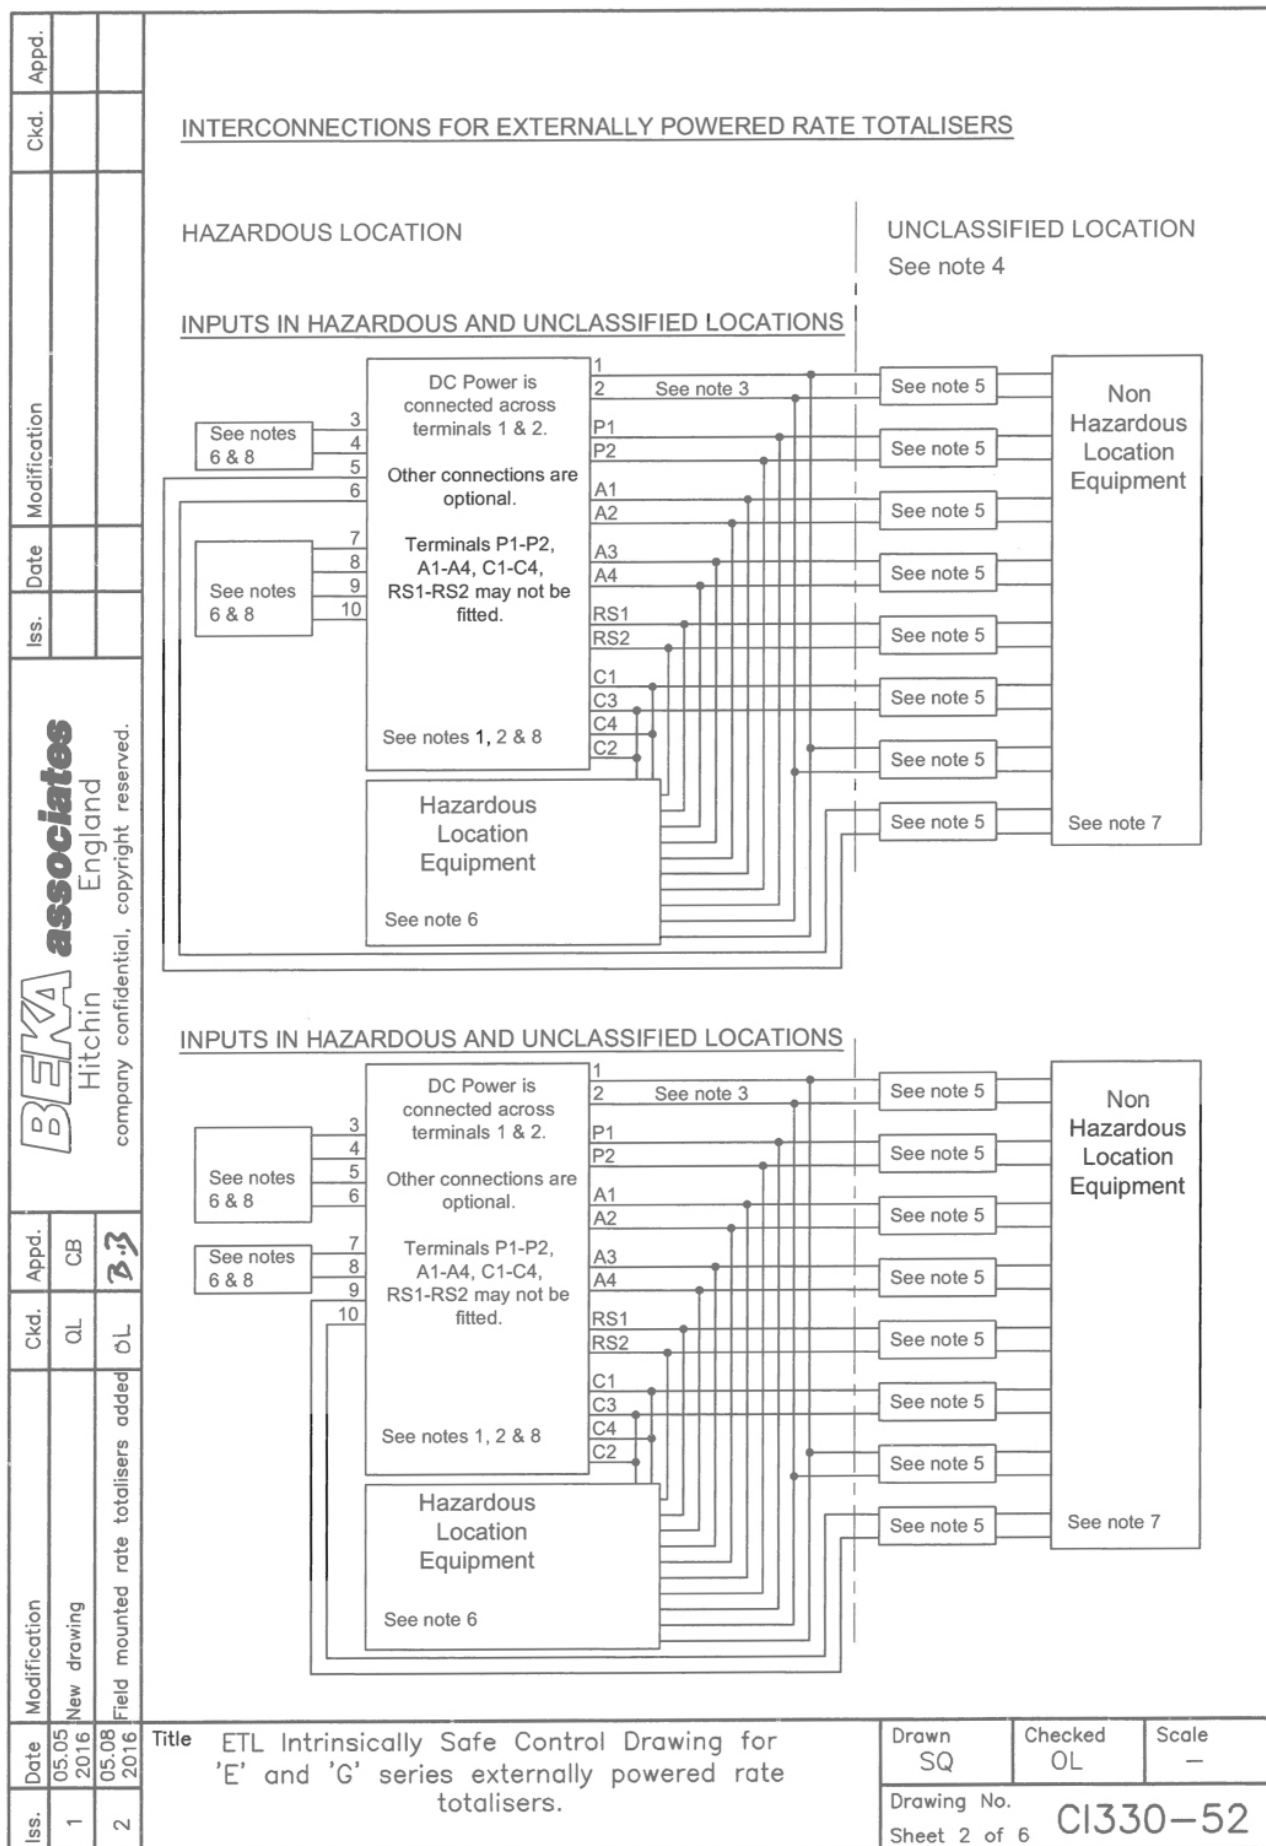 INTERCONNECTIONS FOR EXTERNALLY POWERED RATE TOTALISERS
HAZARDOUS LOCATION
UNCLASSIFIED LOCATION
See note 4
INPUTS IN HAZARDOUS AND UNCLASSIFIED LOCATIONS
DC Power is
connected across
terminals 1 & 2.
Other connections are
optional.
Terminals P1-P2,
A1-A4, C1-C4,
RS1-RS2 may not be
fitted.
See notes 1, 2 & 8
See notes
6 & 8
See notes
6 & 8
3
4
5
6
7
8
9
10
1
2
See note 3
P1
P2
A1
A2
A3
A4
RS1
RS2
C1
C3
C4
C2
See note 5
See note 5
See note 5
See note 5
See note 5
See note 5
See note 5
See note 5
Non
Hazardous
Location
Equipment
See note 7
Hazardous
Location
Equipment
See note 6
INPUTS IN HAZARDOUS AND UNCLASSIFIED LOCATIONS
DC Power is
connected across
terminals 1 & 2.
Other connections are
optional.
Terminals P1-P2,
A1-A4, C1-C4,
RS1-RS2 may not be
fitted.
See notes 1, 2 & 8
See notes
6 & 8
See notes
6 & 8
3
4
5
6
7
8
9
10
1
2
See note 3
P1
P2
A1
A2
A3
A4
RS1
RS2
C1
C3
C4
C2
See note 5
See note 5
See note 5
See note 5
See note 5
See note 5
See note 5
See note 5
Non
Hazardous
Location
Equipment
See note 7
Hazardous
Location
Equipment
See note 6
Iss. Date Modification Ckd. Appd.
BEKA associates
Hitchin England
company confidential, copyright reserved.
Iss. Date Modification Ckd. Appd.
1 05.05 2016 New drawing QL CB
2 05.08 2016 Field mounted rate totalisers added OL B.B
Title ETL Intrinsically Safe Control Drawing for
'E' and 'G' series externally powered rate
totalisers.
Drawn
SQ
Checked
OL
Scale
—
Drawing No.
CI330-52
Sheet 2 of 6